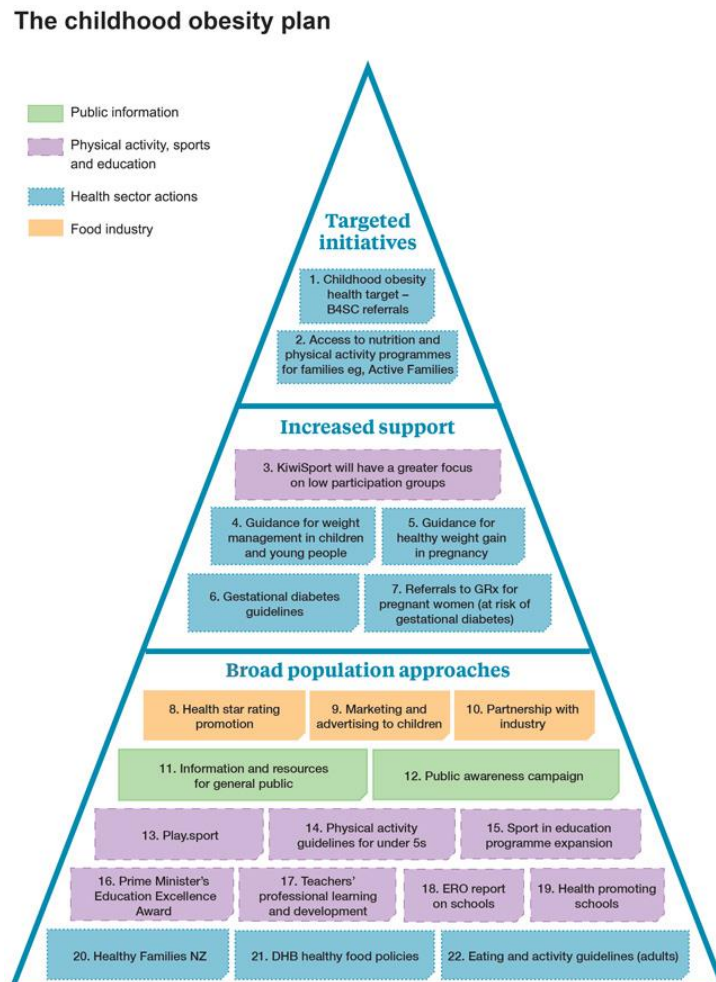 The childhood obesity plan
Public information
Physical activity, sports
and education
Health sector actions
Food industry
Targeted
initiatives
1. Childhood obesity
health target –
B4SC referrals
2. Access to nutrition and
physical activity programmes
for families eg, Active Families
Increased support
3. KiwiSport will have a greater focus
on low participation groups
4. Guidance for weight
management in children
and young people
5. Guidance for
healthy weight gain
in pregnancy
6. Gestational diabetes
guidelines
7. Referrals to GRx for
pregnant women (at risk of
gestational diabetes)
Broad population approaches
8. Health star rating
promotion
9. Marketing and
advertising to children
10. Partnership with
industry
11. Information and resources
for general public
12. Public awareness campaign
13. Play.sport
14. Physical activity
guidelines for under 5s
15. Sport in education
programme expansion
16. Prime Minister’s
Education Excellence
Award
17. Teachers’
professional learning
and development
18. ERO report
on schools
19. Health promoting
schools
20. Healthy Families NZ
21. DHB healthy food policies
22. Eating and activity guidelines (adults)